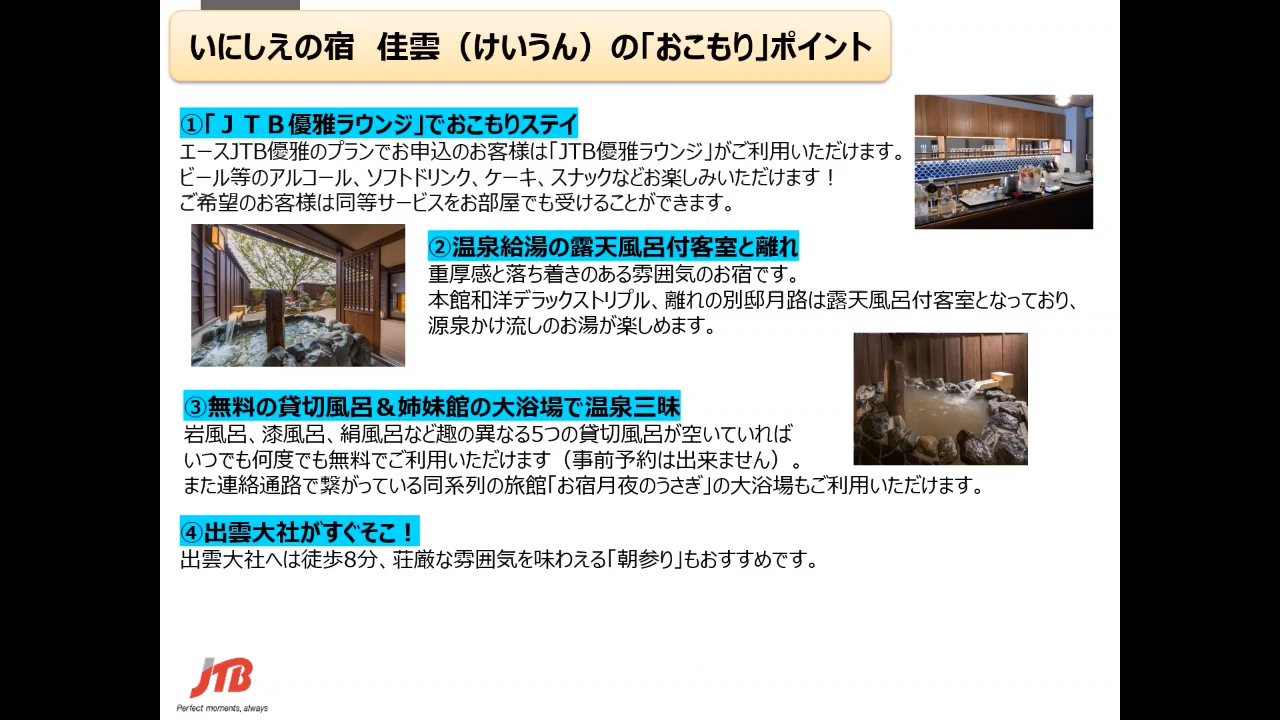 いにしえの宿　佳雲（けいうん）の「おこもり」ポイント
①「ＪＴＢ優雅ラウンジ」でおこもりステイ
エースJTB優雅のプランでお申込のお客様は「JTB優雅ラウンジ」がご利用いただけます。
ビール等のアルコール、ソフトドリンク、ケーキ、スナックなどお楽しみいただけます！
ご希望のお客様は同等サービスをお部屋でも受けることができます。
②温泉給湯の露天風呂付客室と離れ
重厚感と落ち着きのある雰囲気のお宿です。
本館和洋デラックストリプル、離れの別邸月路は露天風呂付客室となっており、
源泉かけ流しのお湯が楽しめます。
③無料の貸切風呂＆姉妹館の大浴場で温泉三昧
岩風呂、漆風呂、絹風呂など趣の異なる5つの貸切風呂が空いていれば
いつでも何度でも無料でご利用いただけます（事前予約は出来ません）。
また連絡通路で繋がっている同系列の旅館「お宿月夜のうさぎ」の大浴場もご利用いただけます。
④出雲大社がすぐそこ！
出雲大社へは徒歩8分、荘厳な雰囲気を味わえる「朝参り」もおすすめです。
JTB
Perfect moments, always